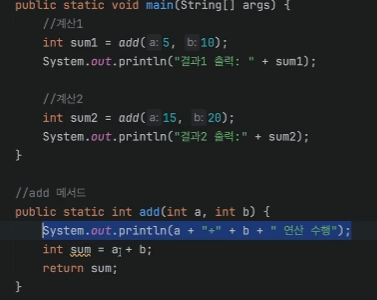 public static void main(String[] args) {
//계산1
int sum1 = add( a: 5, b: 10);
System.out.println("결과1 출력: " + sum1);
//계산2
int sum2 = add( a: 15, b: 20);
System.out.println("결과2 출력:" + sum2);
}
//add 메서드
public static int add(int a, int b) {
System.out.println(a + "+" + b + " 연산 수행");
int sum = a + b;
return sum;
}